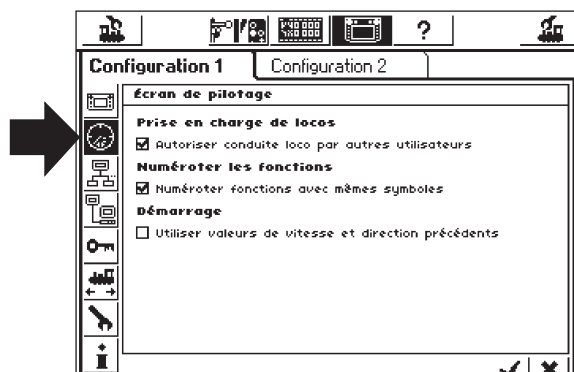 ?
Configuration 1
Configuration 2
Écran de pilotage
Prise en charge de locos
Autoriser conduite loco par autres utilisateurs
Numéroter les fonctions
Numéroter fonctions avec mêmes symboles
Démarrage
Utiliser valeurs de vitesse et direction précédents